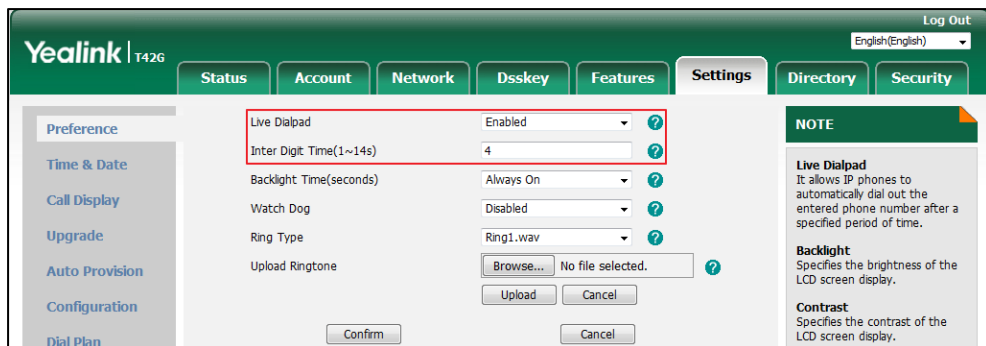 Log Out
Yealink | T42G
English(English)
Status Account Network Dsskey Features Settings Directory Security
Preference
Time & Date
Call Display
Upgrade
Auto Provision
Configuration
Dial Plan
Live Dialpad Enabled ?
Inter Digit Time(1~14s) 4 ?
Backlight Time(seconds) Always On ?
Watch Dog Disabled ?
Ring Type Ring1.wav ?
Upload Ringtone Browse... No file selected. ?
Upload Cancel
Confirm Cancel
NOTE
Live Dialpad
It allows IP phones to
automatically dial out the
entered phone number after a
specified period of time.
Backlight
Specifies the brightness of the
LCD screen display.
Contrast
Specifies the contrast of the
LCD screen display.